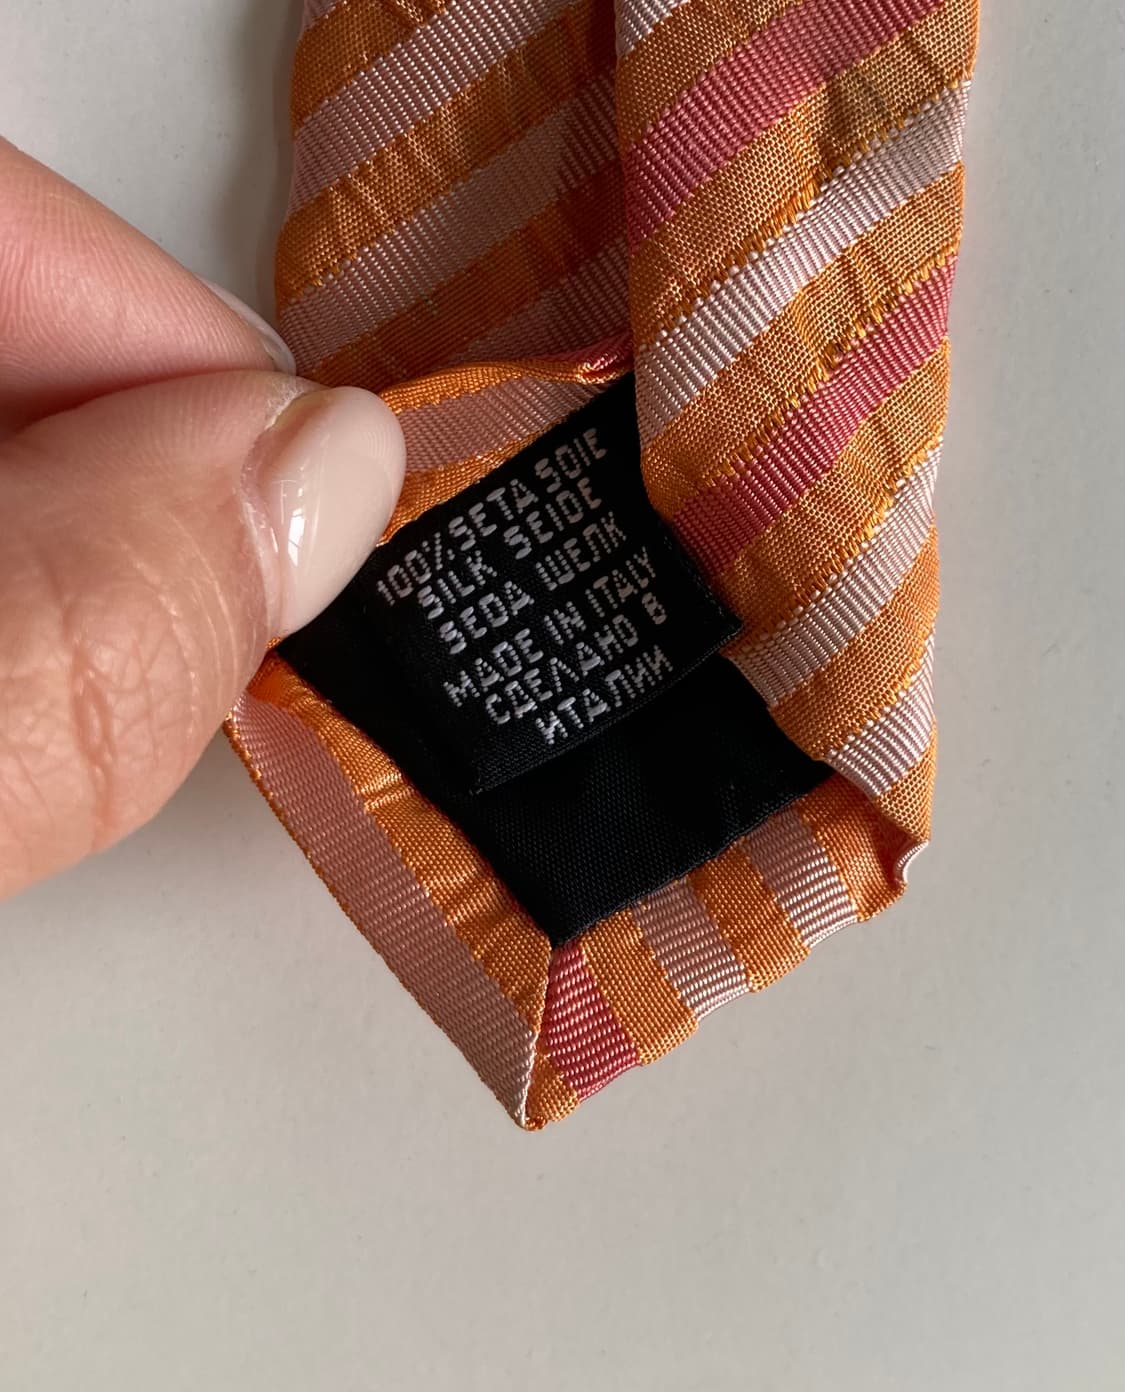 100% SETA SOIE
SILK SEIDE
SEDA ШЕЛК
MADE IN ITALY
СДЕЛАНО В
ИТАЛИИ